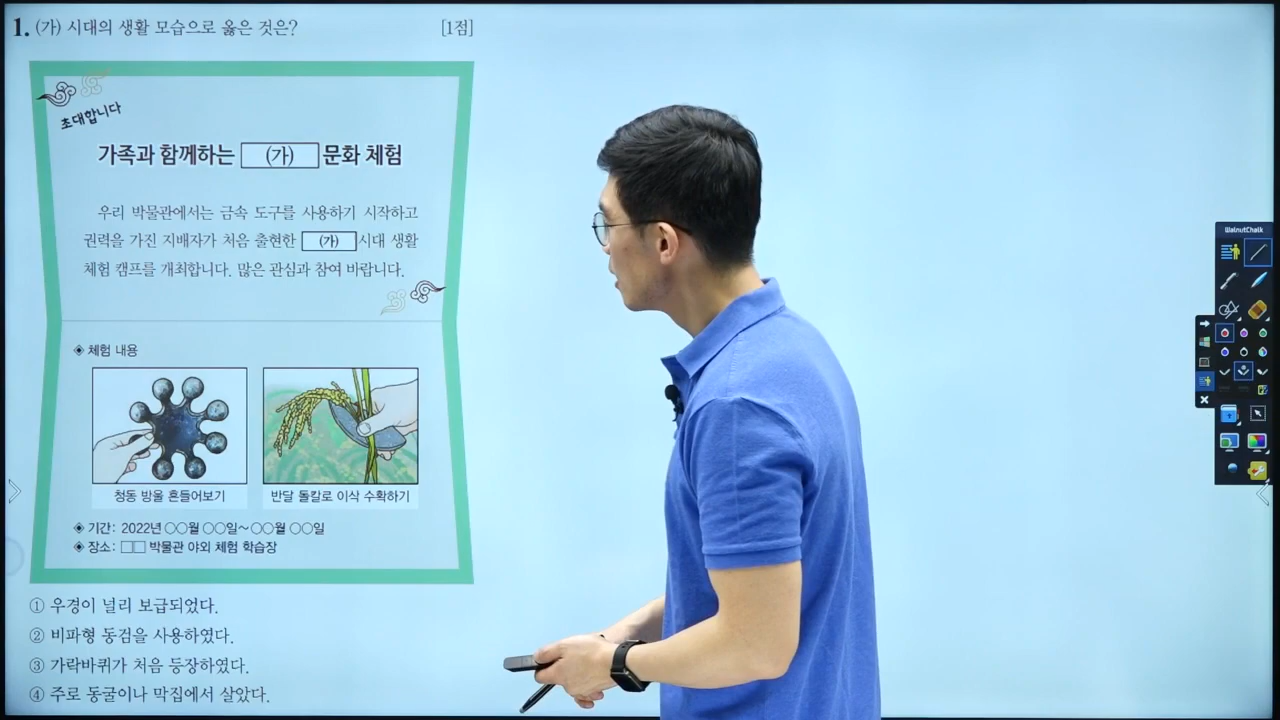 1. (가) 시대의 생활 모습으로 옳은 것은? [1점]
초대합니다
가족과 함께하는 (가) 문화 체험
우리 박물관에서는 금속 도구를 사용하기 시작하고
권력을 가진 지배자가 처음 출현한 (가) 시대 생활
체험 캠프를 개최합니다. 많은 관심과 참여 바랍니다.
◈ 체험 내용
청동 방울 흔들어보기
반달 돌칼로 이삭 수확하기
◈ 기간: 2022년 ○○월 ○○일~○○월 ○○일
◈ 장소: □□ 박물관 야외 체험 학습장
① 우경이 널리 보급되었다.
② 비파형 동검을 사용하였다.
③ 가락바퀴가 처음 등장하였다.
④ 주로 동굴이나 막집에서 살았다.
WalnutChalk